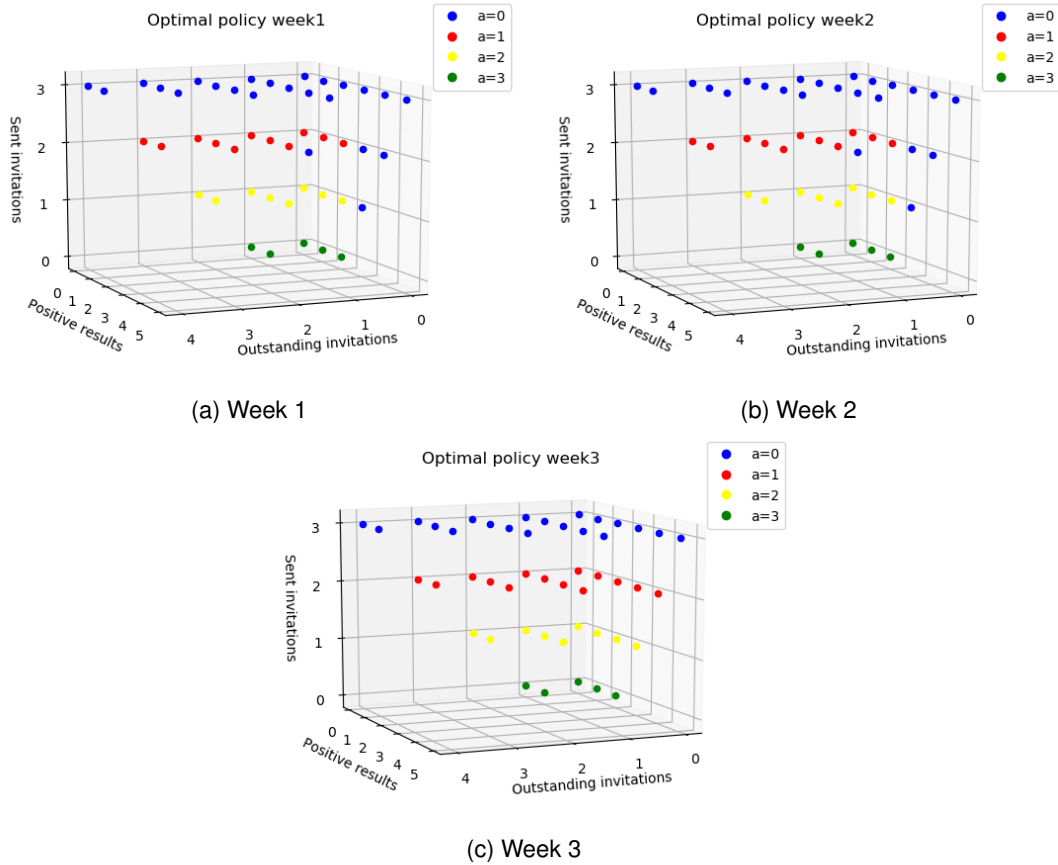 Optimal policy week1
a=0
a=1
a=2
a=3
Sent invitations
3
2
1
0
0 1 2 3 4 5
Positive results
4 3 2 1 0
Outstanding invitations
(a) Week 1
Optimal policy week2
a=0
a=1
a=2
a=3
Sent invitations
3
2
1
0
0 1 2 3 4 5
Positive results
4 3 2 1 0
Outstanding invitations
(b) Week 2
Optimal policy week3
a=0
a=1
a=2
a=3
Sent invitations
3
2
1
0
0 1 2 3 4 5
Positive results
4 3 2 1 0
Outstanding invitations
(c) Week 3